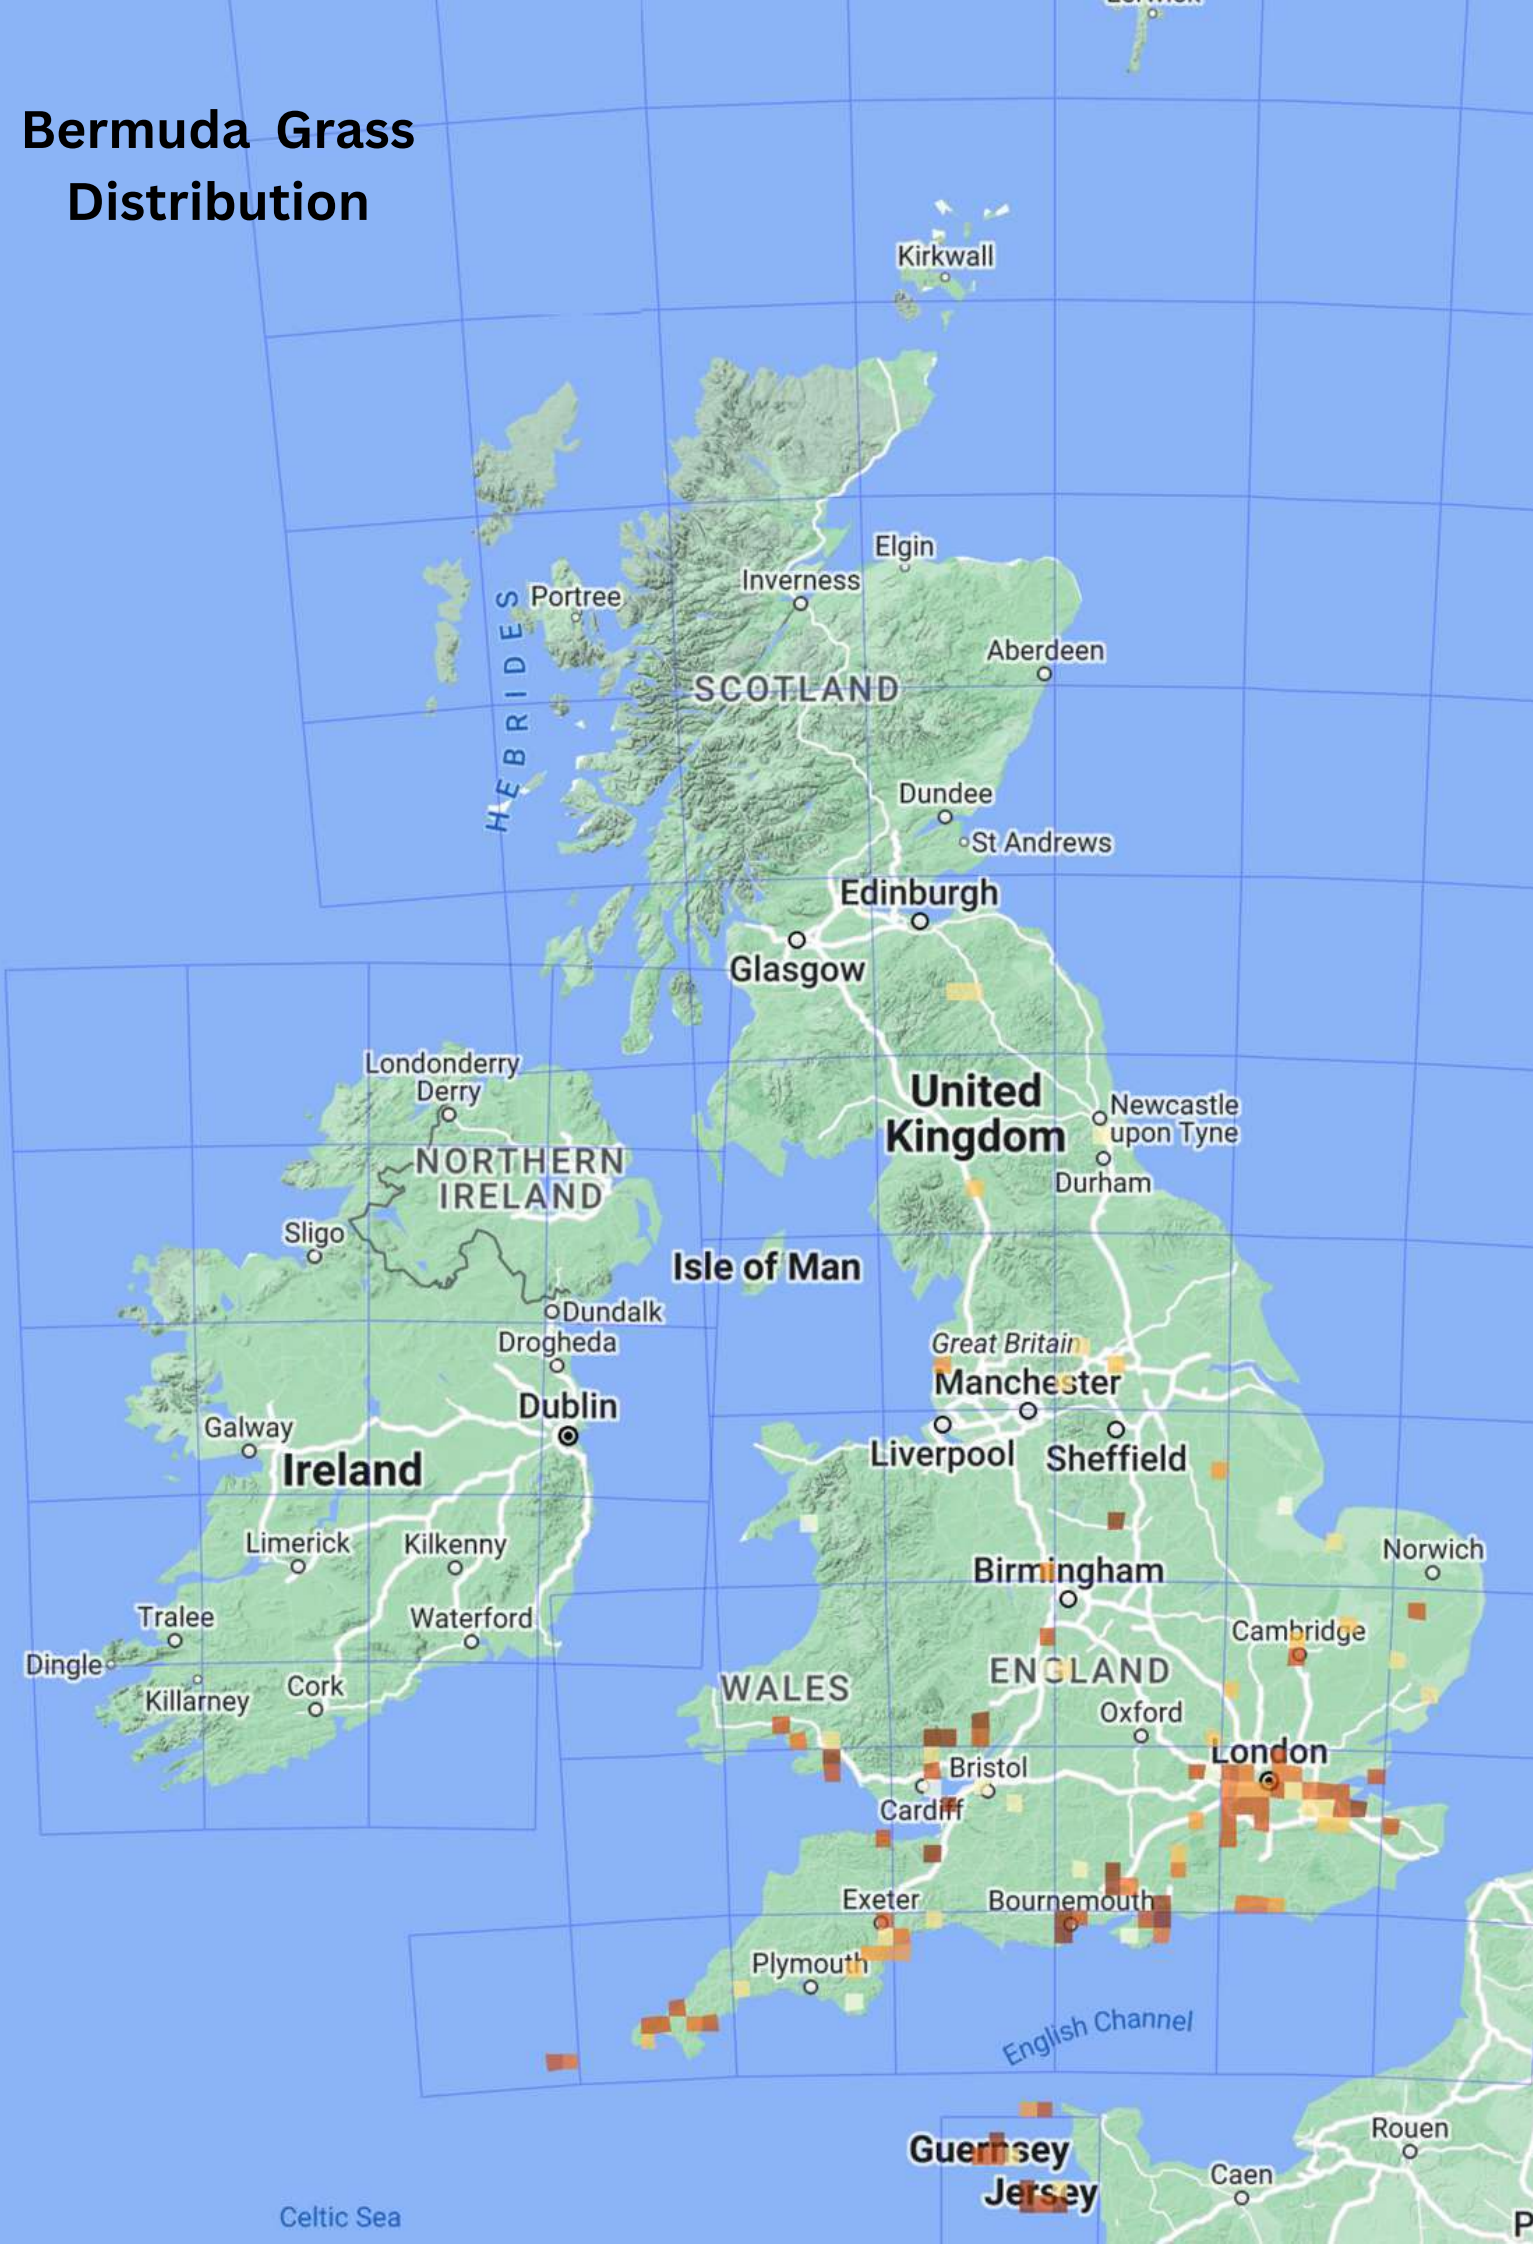 Bermuda Grass
Distribution
Kirkwall
Elgin
Inverness
Portree
HEBRIDES
Aberdeen
SCOTLAND
Dundee
St Andrews
Edinburgh
Glasgow
Londonderry
Derry
United
Kingdom
Newcastle
upon Tyne
Durham
NORTHERN
IRELAND
Sligo
Isle of Man
Dundalk
Drogheda
Great Britain
Manchester
Dublin
Galway
Ireland
Liverpool
Sheffield
Limerick
Kilkenny
Birmingham
Norwich
Tralee
Waterford
Cambridge
Dingle
Killarney
Cork
WALES
ENGLAND
Oxford
London
Bristol
Cardiff
Exeter
Bournemouth
Plymouth
English Channel
Guernsey
Jersey
Rouen
Caen
Celtic Sea
P